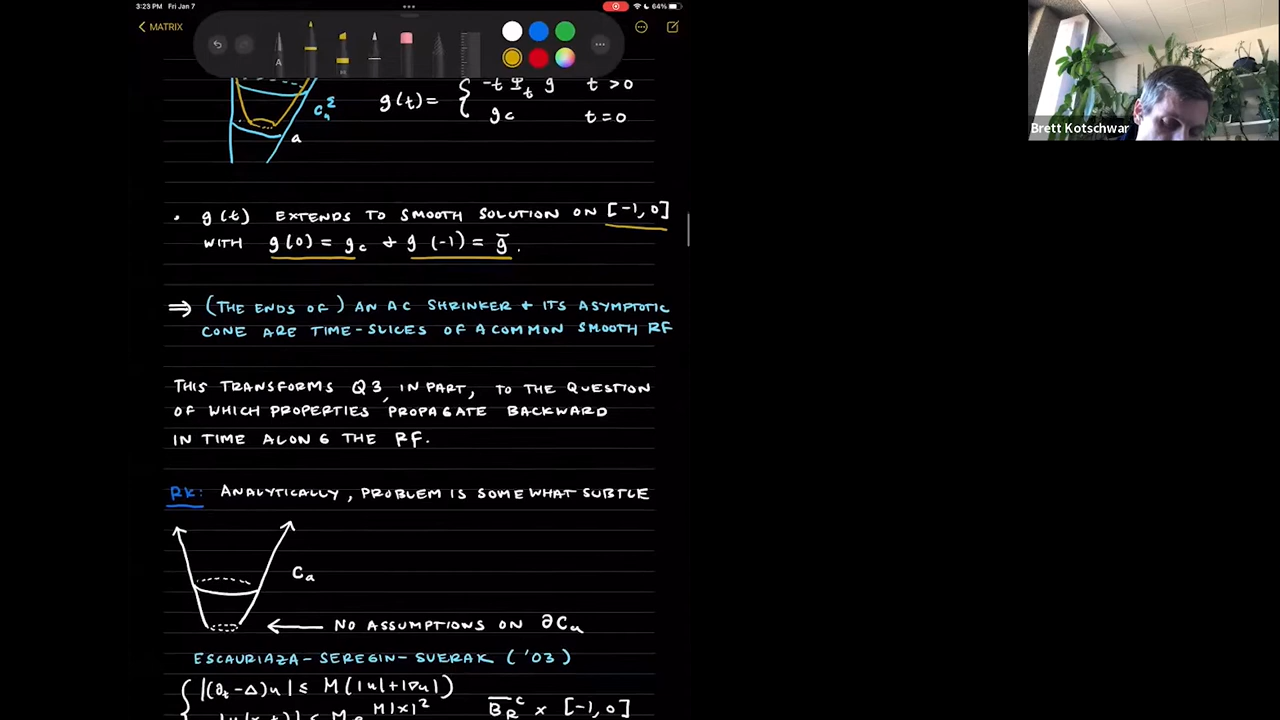 3:23 PM Fri Jan 7
64%
MATRIX
A
Brett Kotschwar
g(t) = { -t Ψ_t g t > 0
g_c t = 0
a
• g(t) EXTENDS TO SMOOTH SOLUTION ON [-1,0]
WITH g(0) = g_c + g(-1) = ḡ.
⇒ (THE ENDS OF) AN AC SHRINKER + ITS ASYMPTOTIC
CONE ARE TIME-SLICES OF A COMMON SMOOTH RF
THIS TRANSFORMS Q3, IN PART, TO THE QUESTION
OF WHICH PROPERTIES PROPAGATE BACKWARD
IN TIME ALONG THE RF.
RK: ANALYTICALLY, PROBLEM IS SOMEWHAT SUBTLE
C_a
← NO ASSUMPTIONS ON ∂C_a
ESCAURIAZA-SEREGIN-SVERAK ('03)
{ |(∂_t-Δ)u| ≤ M(|u|+|∇u|)
B̄_R^c × [-1,0]